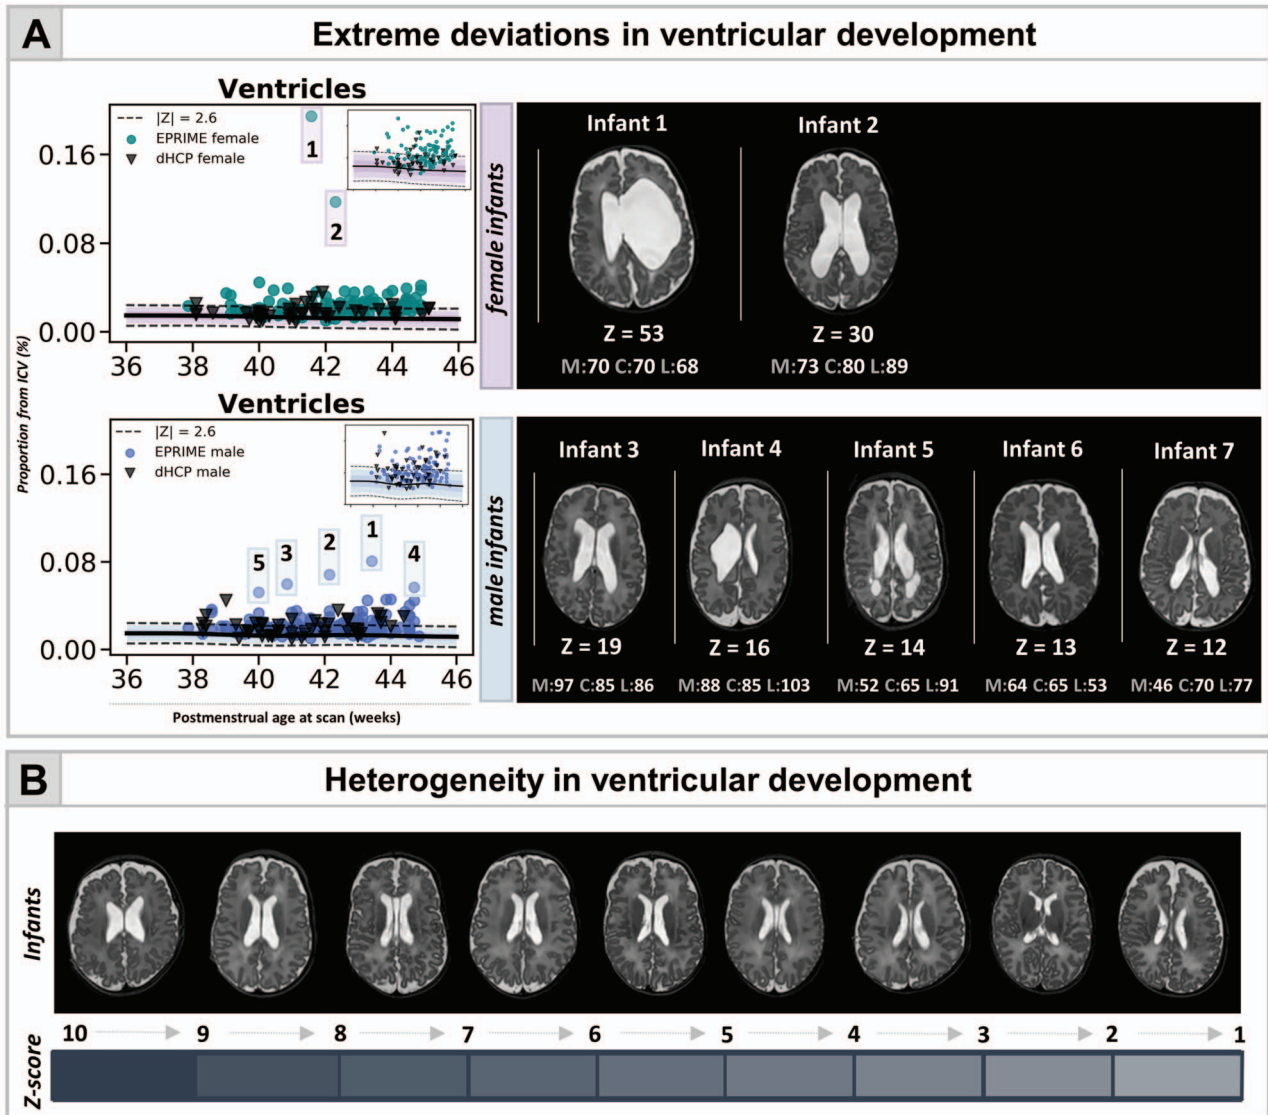 A
Extreme deviations in ventricular development
Ventricles
|Z| = 2.6
EPRIME female
dHCP female
1
2
0.16
0.08
0.00
36 38 40 42 44 46
female infants
Infant 1
Infant 2
Z = 53
Z = 30
M:70 C:70 L:68
M:73 C:80 L:89
Proportion from ICV (%)
Ventricles
|Z| = 2.6
EPRIME male
dHCP male
5
3
2
1
4
0.16
0.08
0.00
36 38 40 42 44 46
Postmenstrual age at scan (weeks)
male infants
Infant 3
Infant 4
Infant 5
Infant 6
Infant 7
Z = 19
Z = 16
Z = 14
Z = 13
Z = 12
M:97 C:85 L:86
M:88 C:85 L:103
M:52 C:65 L:91
M:64 C:65 L:53
M:46 C:70 L:77
B
Heterogeneity in ventricular development
Infants
10 9 8 7 6 5 4 3 2 1
Z-score